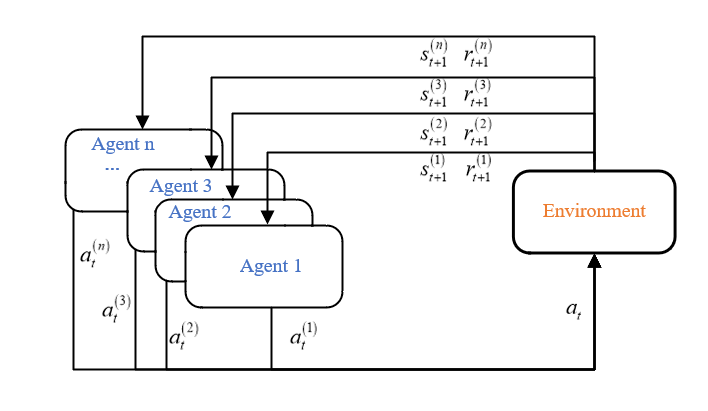 s_{t+1}^{(n)} r_{t+1}^{(n)}
s_{t+1}^{(3)} r_{t+1}^{(3)}
s_{t+1}^{(2)} r_{t+1}^{(2)}
s_{t+1}^{(1)} r_{t+1}^{(1)}
Agent n
...
Agent 3
Agent 2
Agent 1
Environment
a_t^{(n)}
a_t^{(3)}
a_t^{(2)}
a_t^{(1)}
a_t